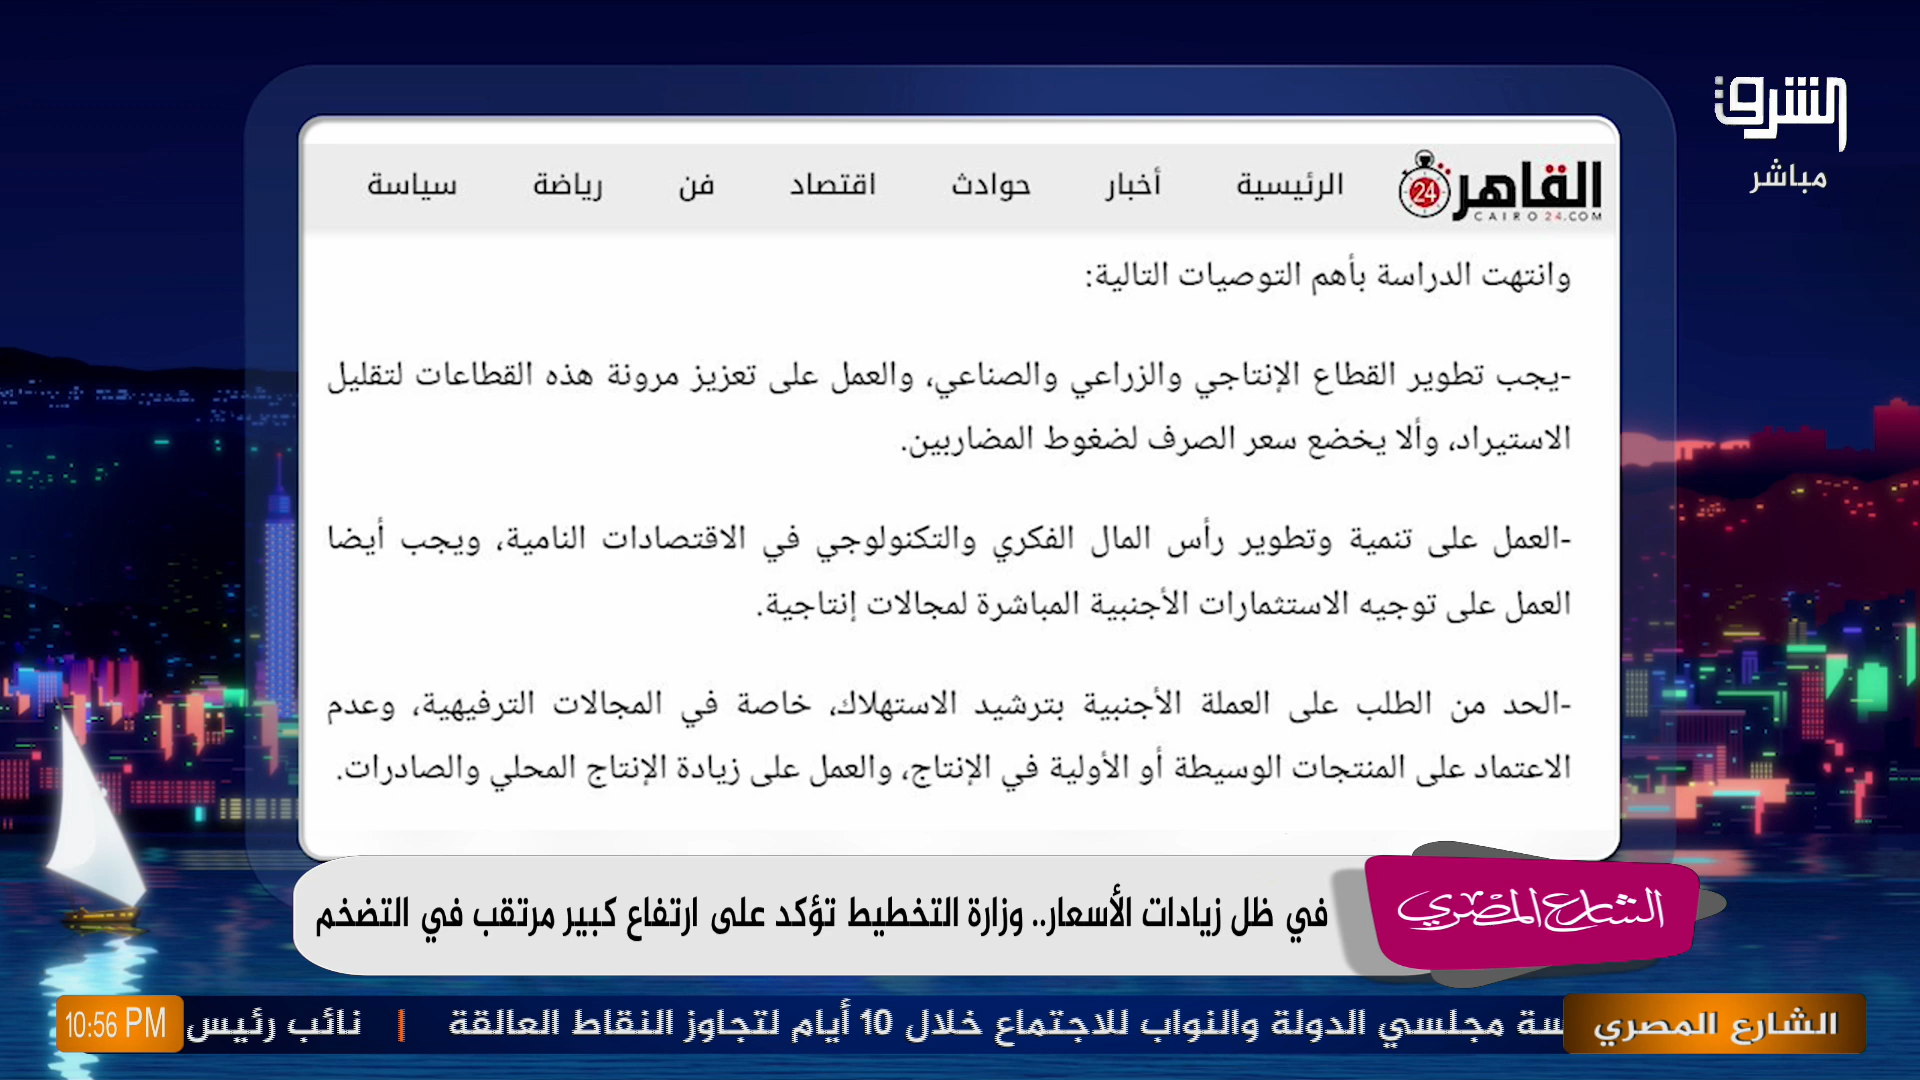 الشرق
مباشر
القاهرة 24
CAIRO24.COM
الرئيسية أخبار حوادث اقتصاد فن رياضة سياسة
وانتهت الدراسة بأهم التوصيات التالية:
-يجب تطوير القطاع الإنتاجي والزراعي والصناعي، والعمل على تعزيز مرونة هذه القطاعات لتقليل
الاستيراد، وألا يخضع سعر الصرف لضغوط المضاربين.
-العمل على تنمية وتطوير رأس المال الفكري والتكنولوجي في الاقتصادات النامية، ويجب أيضا
العمل على توجيه الاستثمارات الأجنبية المباشرة لمجالات إنتاجية.
-الحد من الطلب على العملة الأجنبية بترشيد الاستهلاك، خاصة في المجالات الترفيهية، وعدم
الاعتماد على المنتجات الوسيطة أو الأولية في الإنتاج، والعمل على زيادة الإنتاج المحلي والصادرات.
الشارع المصري
في ظل زيادات الأسعار.. وزارة التخطيط تؤكد على ارتفاع كبير مرتقب في التضخم
الشارع المصري
سة مجلسي الدولة والنواب للاجتماع خلال 10 أيام لتجاوز النقاط العالقة | نائب رئيس
10:56 PM